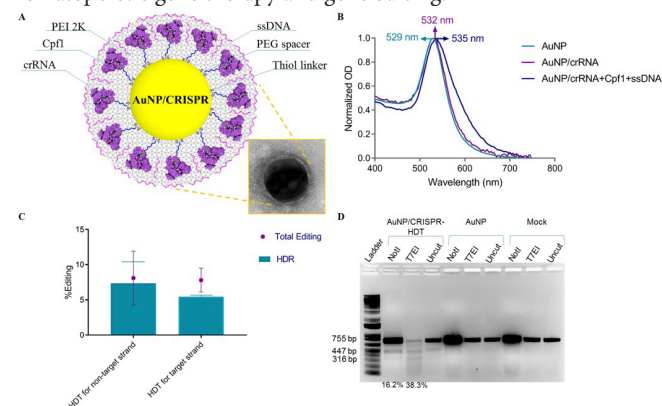 A
PEI 2K
Cpf1
crRNA
ssDNA
PEG spacer
Thiol linker
AuNP/CRISPR
B
532 nm
529 nm
535 nm
Normalized OD
1.0
0.8
0.6
0.4
0.2
0.0
400 500 600 700 800
Wavelength (nm)
AuNP
AuNP/crRNA
AuNP/crRNA+Cpf1+ssDNA
C
%Editing
15
10
5
0
HDT for non-target strand
HDT for target strand
Total Editing
HDR
D
AuNP/CRISPR-
HDT
AuNP
Mock
Ladder
NotI
T7EI
Uncut
NotI
T7EI
Uncut
NotI
T7EI
Uncut
755 bp
447 bp
316 bp
16.2% 38.3%